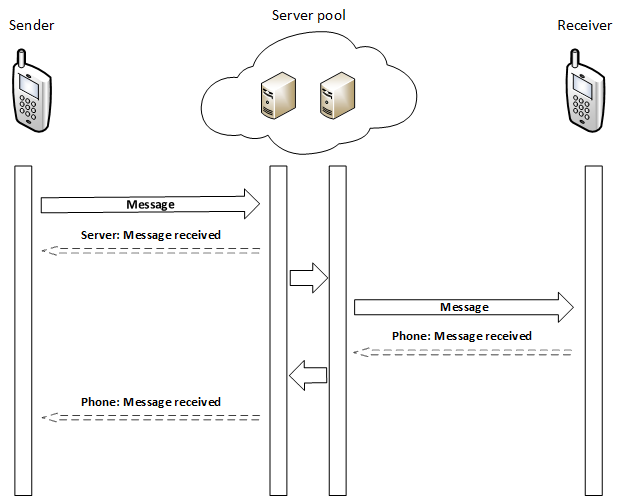 Sender
Server pool
Receiver
Message
Server: Message received
Message
Phone: Message received
Phone: Message received